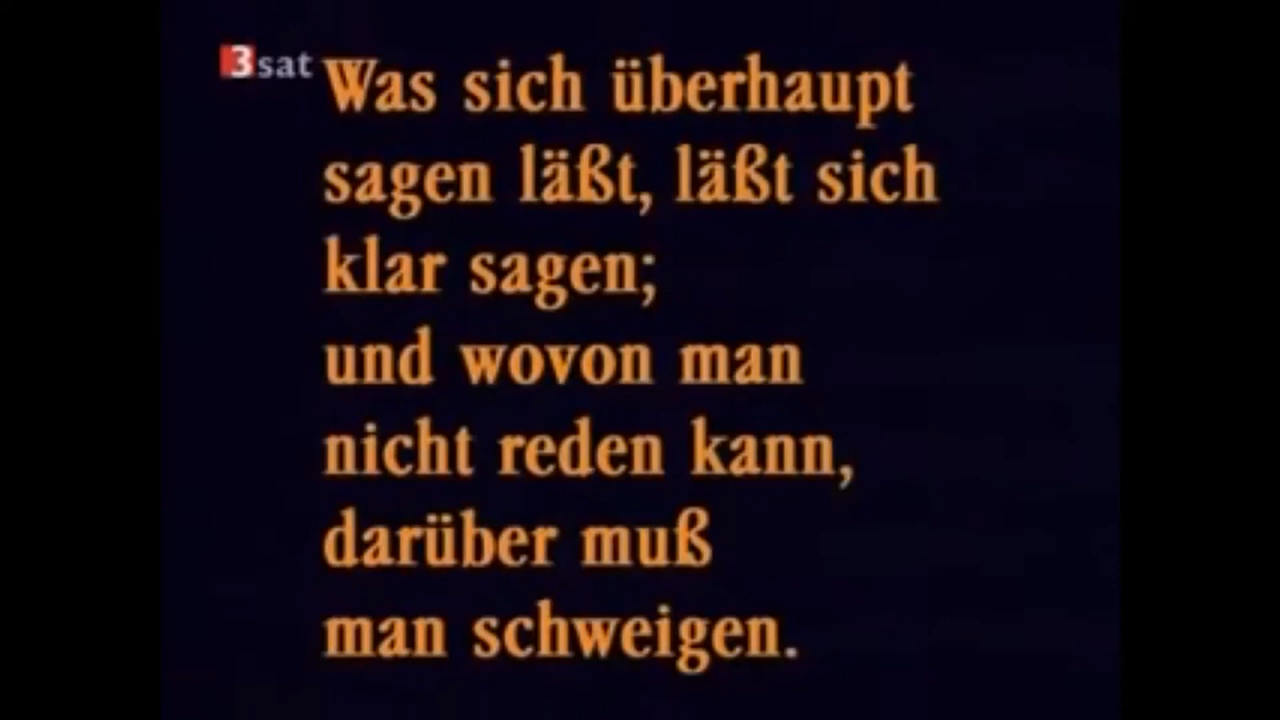 3sat
Was sich überhaupt
sagen läßt, läßt sich
klar sagen;
und wovon man
nicht reden kann,
darüber muß
man schweigen.